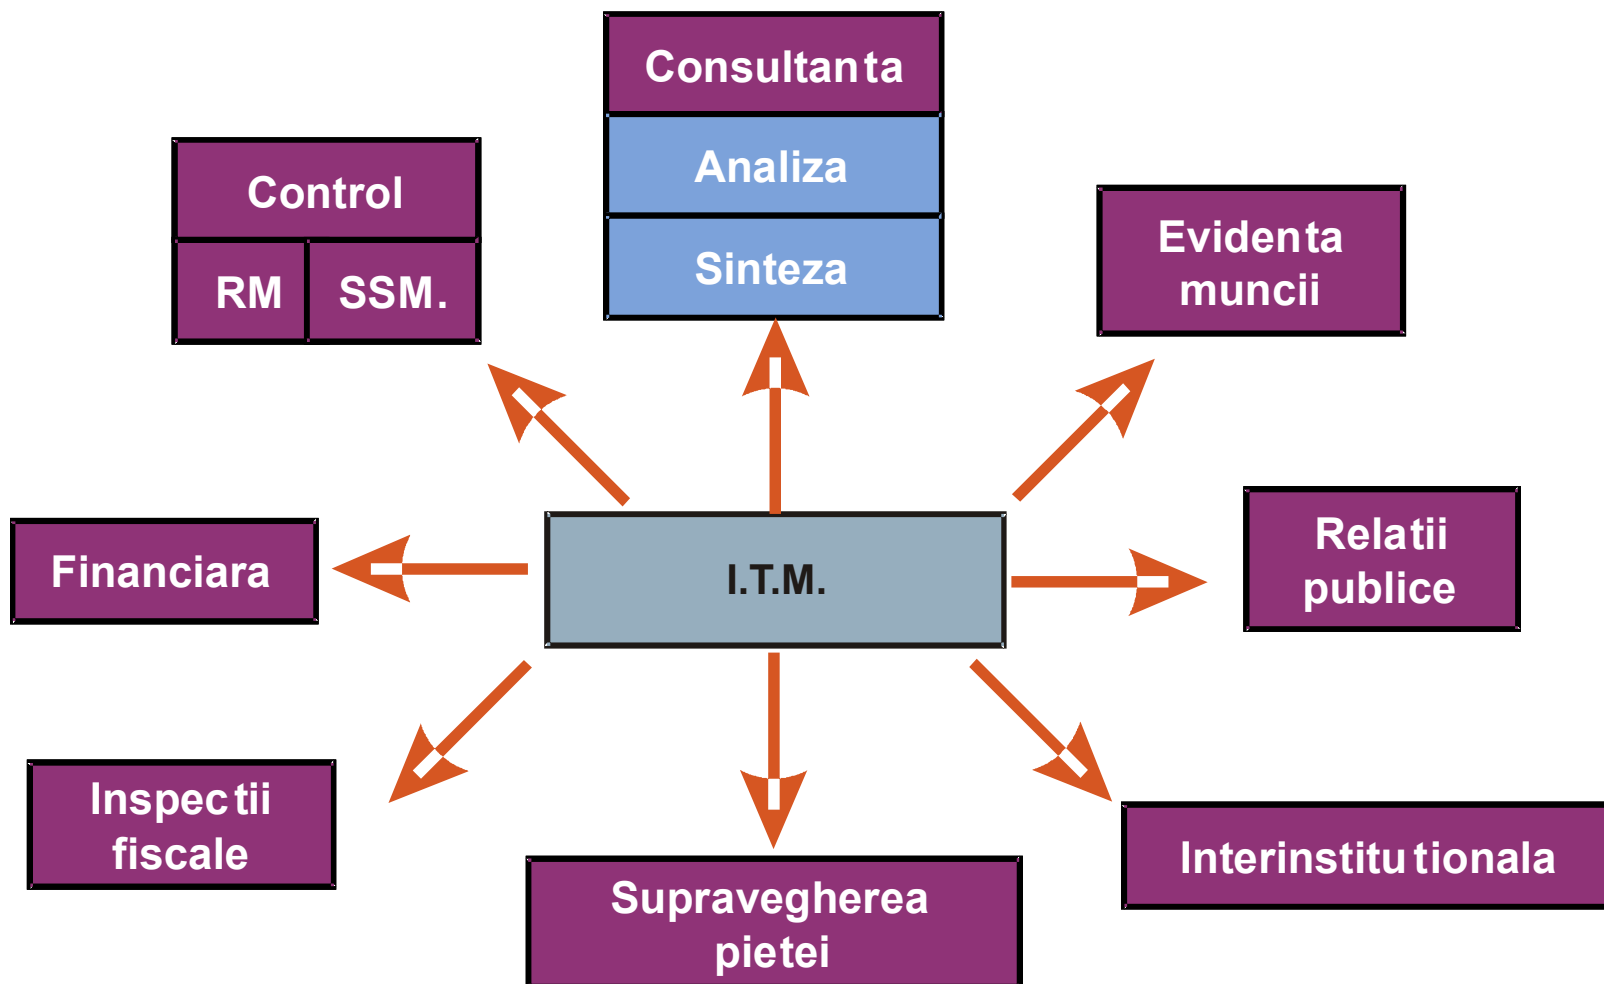 Consultanta
Analiza
Sinteza
Control
RM SSM.
Evidenta
muncii
Financiara
I.T.M.
Relatii
publice
Inspectii
fiscale
Supravegherea
pietei
Interinstitutionala